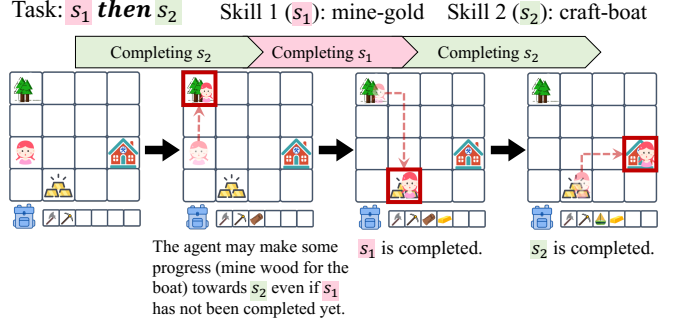 Task: s₁ then s₂ Skill 1 (s₁): mine-gold Skill 2 (s₂): craft-boat
Completing s₂ Completing s₁ Completing s₂
The agent may make some
progress (mine wood for the
boat) towards s₂ even if s₁
has not been completed yet.
s₁ is completed.
s₂ is completed.